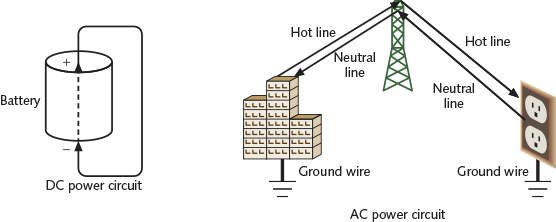 +
Battery
−
DC power circuit
Hot line
Neutral
line
Hot line
Neutral
line
Ground wire
Ground wire
AC power circuit